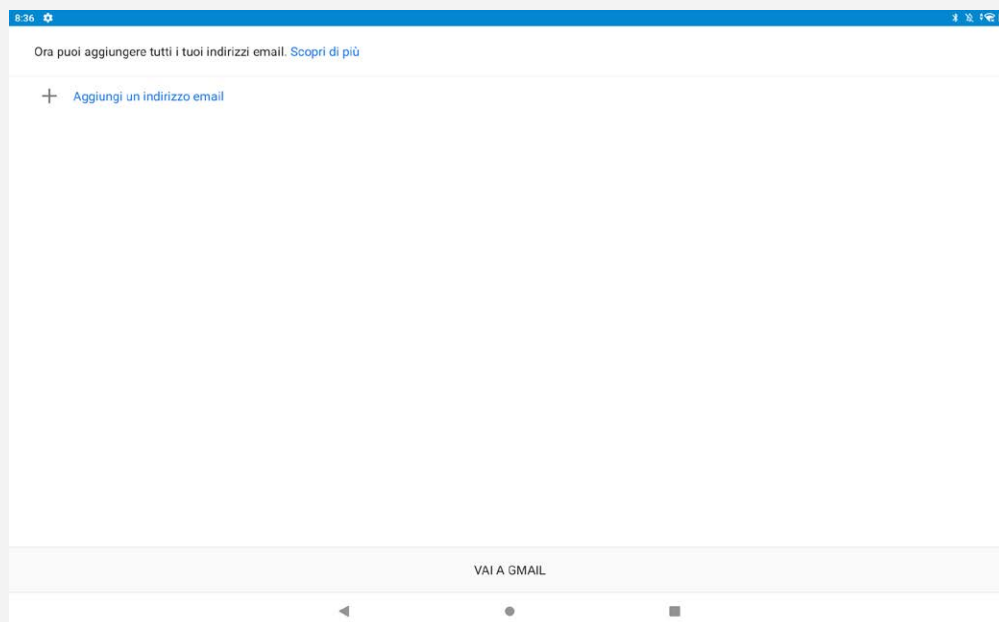 8:36
Ora puoi aggiungere tutti i tuoi indirizzi email. Scopri di più
Aggiungi un indirizzo email
VAI A GMAIL